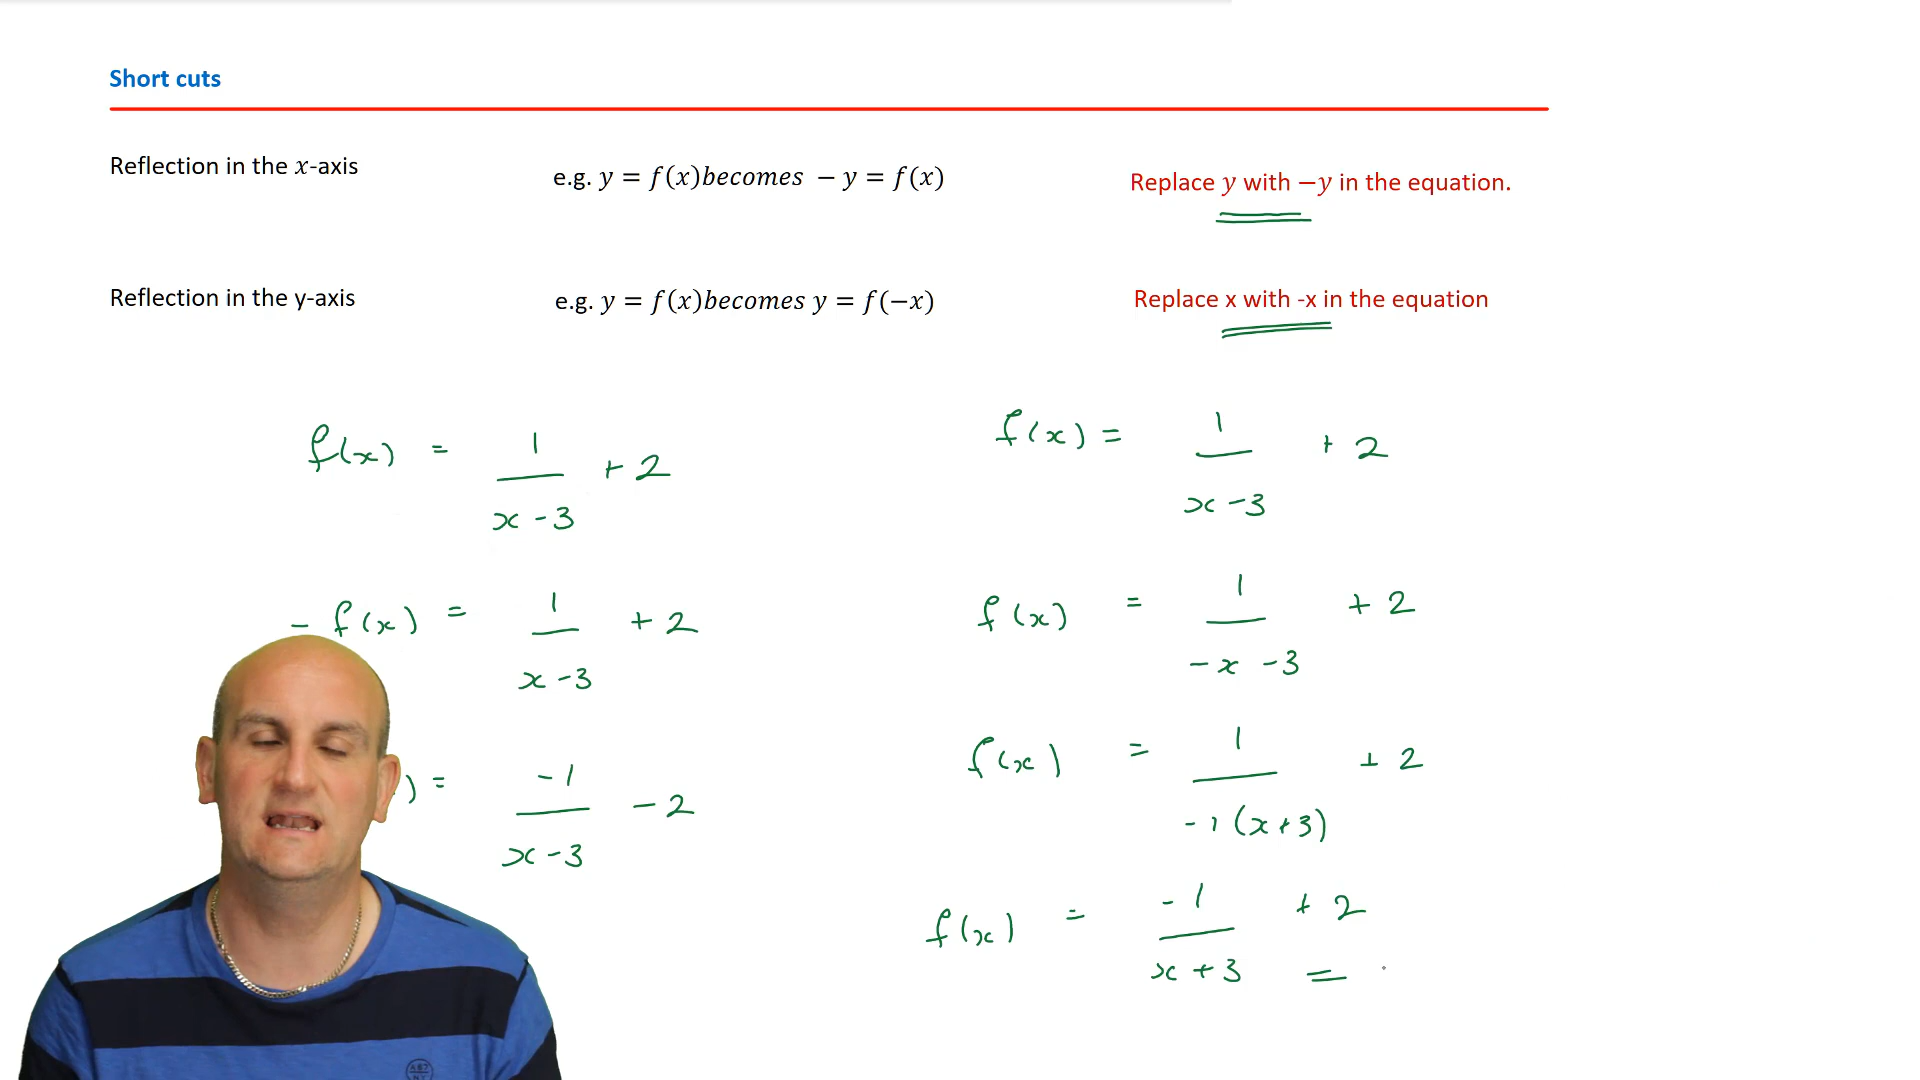 Short cuts
Reflection in the x-axis
e.g. y = f(x)becomes − y = f(x)
Replace y with −y in the equation.
Reflection in the y-axis
e.g. y = f(x)becomes y = f(−x)
Replace x with -x in the equation
f(x) = 1/(x - 3) + 2
- f(x) = 1/(x - 3) + 2
) = -1/(x - 3) - 2
f(x) = 1/(x - 3) + 2
f(x) = 1/(-x - 3) + 2
f(x) = 1/(-1(x + 3)) + 2
f(x) = -1/(x + 3) + 2